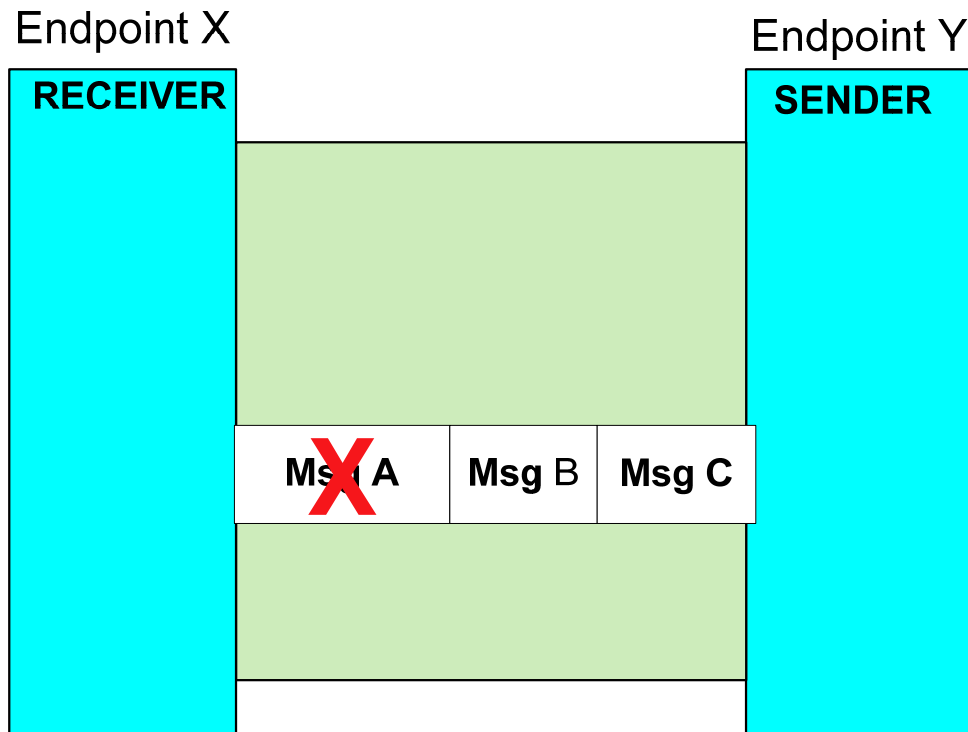 Endpoint X
Endpoint Y
RECEIVER
SENDER
Msg A
X
Msg B
Msg C